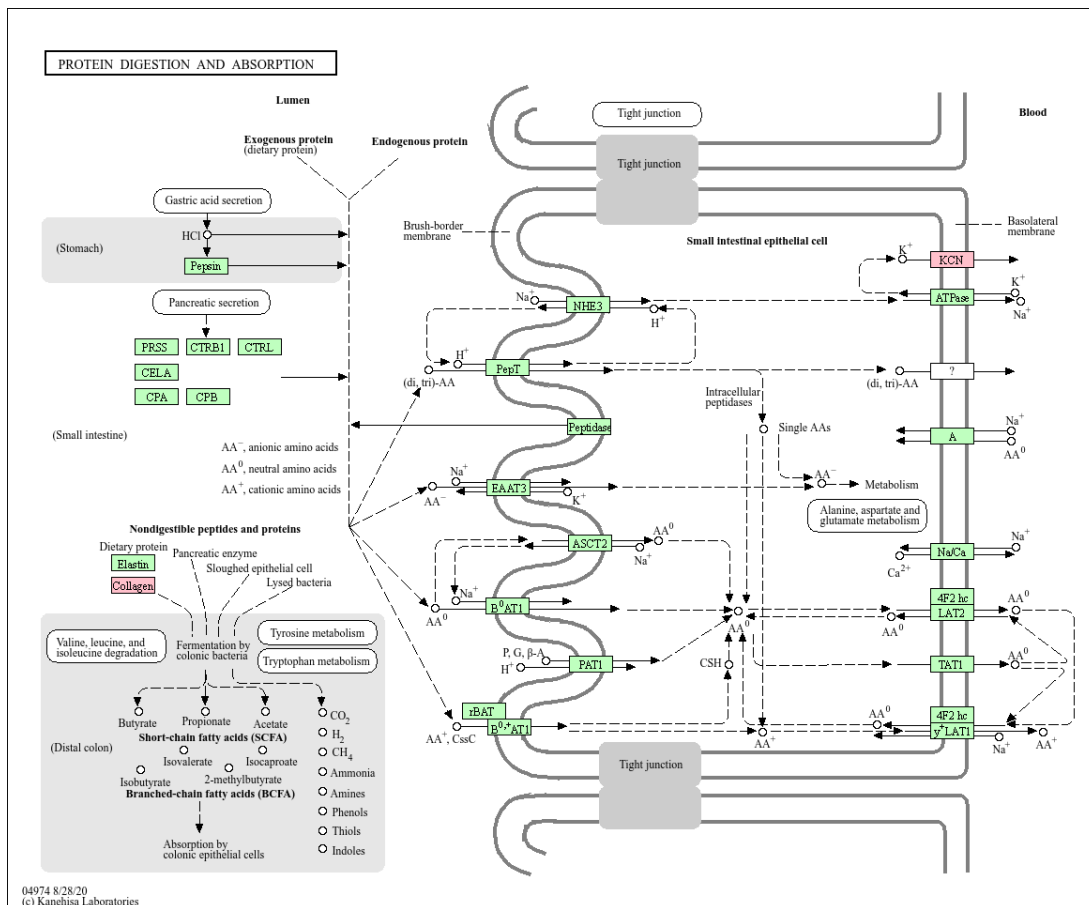 PROTEIN DIGESTION AND ABSORPTION
Lumen
Blood
Tight junction
Tight junction
Exogenous protein
(dietary protein)
Endogenous protein
Gastric acid secretion
HCl
(Stomach)
Pepsin
Pancreatic secretion
PRSS
CTRB1
CTRL
CELA
CPA
CPB
(Small intestine)
AA⁻, anionic amino acids
AA⁰, neutral amino acids
AA⁺, cationic amino acids
Brush-border
membrane
Small intestinal epithelial cell
Basolateral
membrane
K⁺
KCN
Na⁺
NHE3
H⁺
ATPase
K⁺
Na⁺
H⁺
PepT
(di, tri)-AA
Intracellular
peptidases
(di, tri)-AA
?
Peptidase
Single AAs
Na⁺
A
AA⁰
Na⁺
EAAT3
AA⁻
K⁺
AA⁻
Metabolism
Alanine, aspartate and
glutamate metabolism
ASCT2
AA⁰
Na⁺
Na/Ca
Na⁺
Ca²⁺
Na⁺
B⁰AT1
AA⁰
AA⁰
4F2 hc
LAT2
AA⁰
AA⁰
P, G, β-A
H⁺
PAT1
CSH
TAT1
AA⁰
rBAT
B⁰,⁺AT1
AA⁺, CssC
AA⁺
AA⁰
4F2 hc
y⁺LAT1
Na⁺
AA⁺
Tight junction
Nondigestible peptides and proteins
Dietary protein
Elastin
Collagen
Pancreatic enzyme
Sloughed epithelial cell
Lysed bacteria
Valine, leucine, and
isoleucine degradation
Fermentation by
colonic bacteria
Tyrosine metabolism
Tryptophan metabolism
Butyrate
Propionate
Acetate
Short-chain fatty acids (SCFA)
(Distal colon)
Isovalerate
Isocaproate
Isobutyrate
2-methylbutyrate
Branched-chain fatty acids (BCFA)
Absorption by
colonic epithelial cells
CO₂
H₂
CH₄
Ammonia
Amines
Phenols
Thiols
Indoles
04974 8/28/20
(c) Kanehisa Laboratories